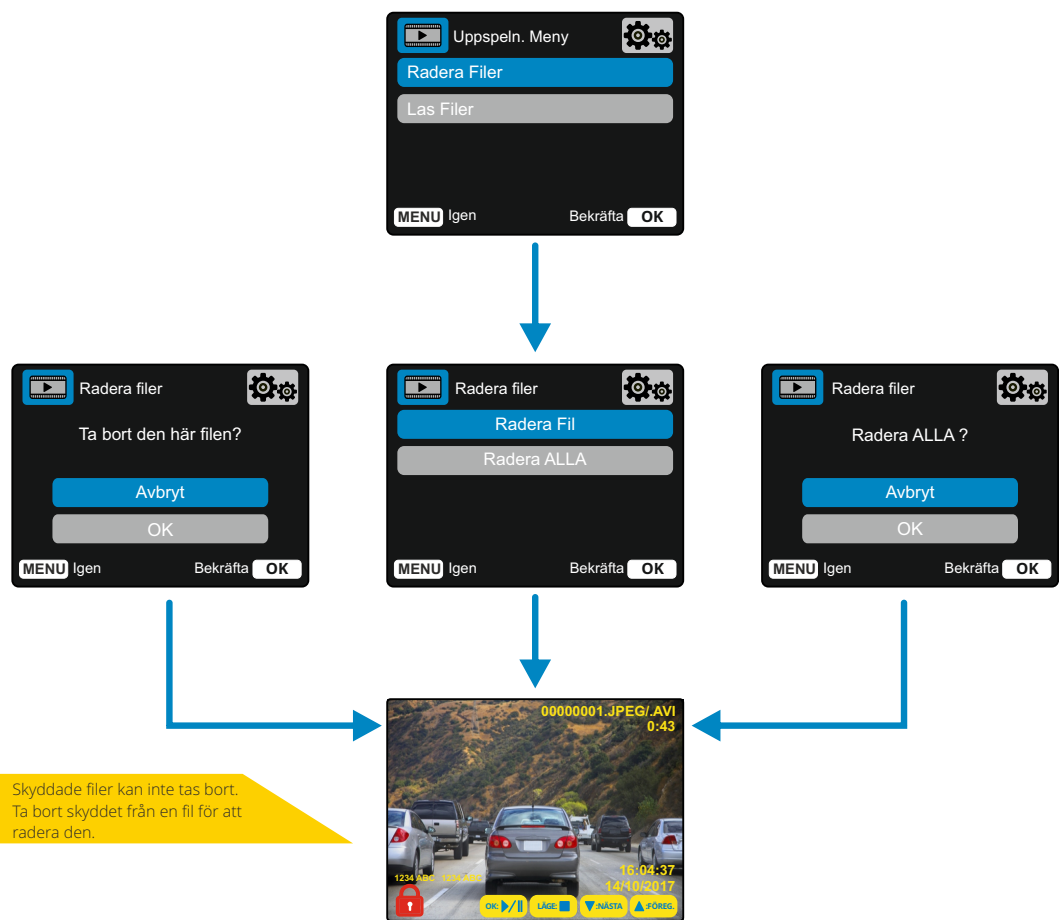 Uppspeln. Meny
Radera Filer
Las Filer
MENU Igen Bekräfta OK
Radera filer
Ta bort den här filen?
Avbryt
OK
MENU Igen Bekräfta OK
Radera filer
Radera Fil
Radera ALLA
MENU Igen Bekräfta OK
Radera filer
Radera ALLA ?
Avbryt
OK
MENU Igen Bekräfta OK
Skyddade filer kan inte tas bort.
Ta bort skyddet från en fil för att
radera den.
00000001.JPEG/.AVI
0:43
16:04:37
1234 ABC 1234 ABC
14/10/2017
OK: LÄGE: :NÄSTA :FÖREG.